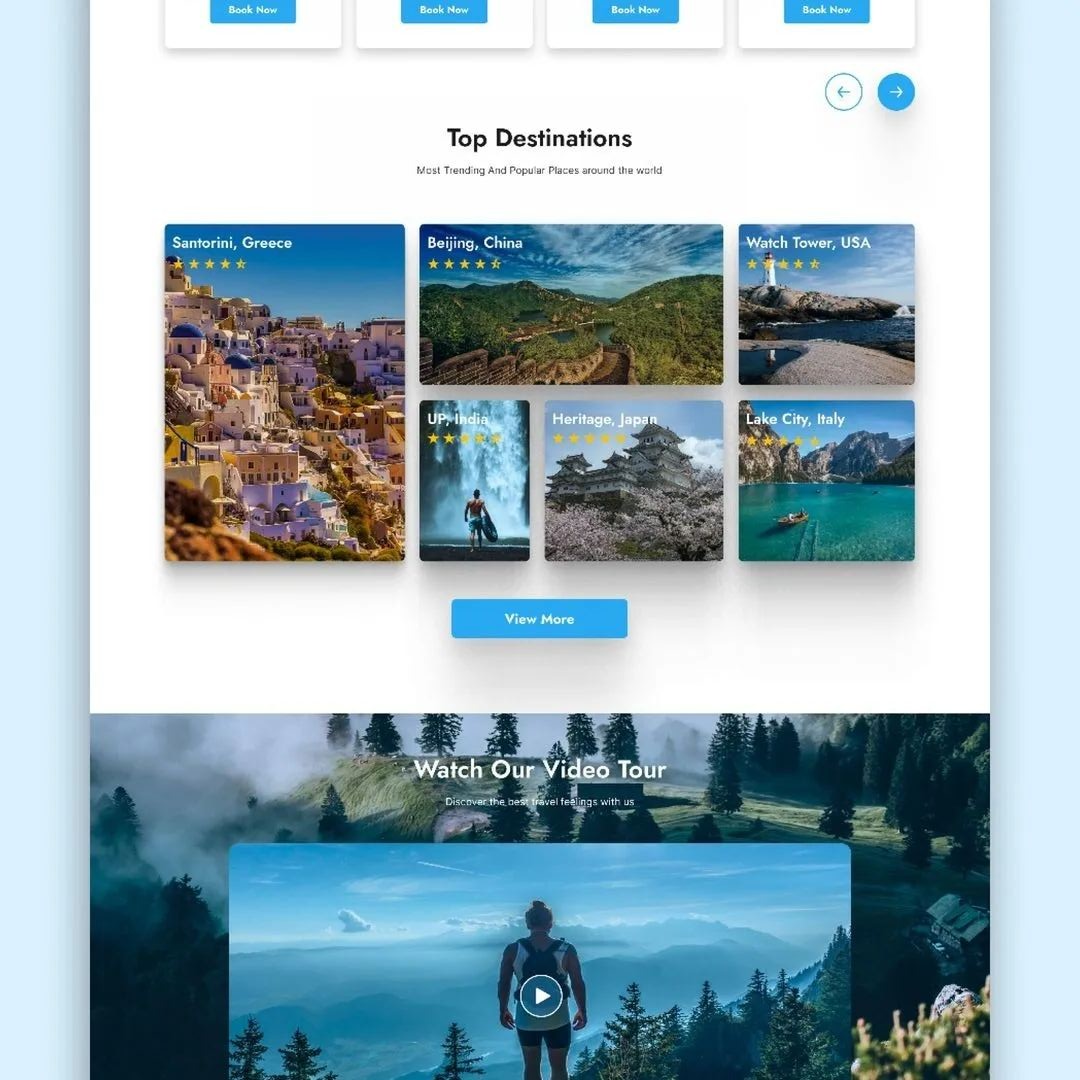 Book Now
Book Now
Book Now
Book Now
Top Destinations
Most Trending And Popular Places around the world
Santorini, Greece
Beijing, China
Watch Tower, USA
UP, India
Heritage, Japan
Lake City, Italy
View More
Watch Our Video Tour
Discover the best travel feelings with us